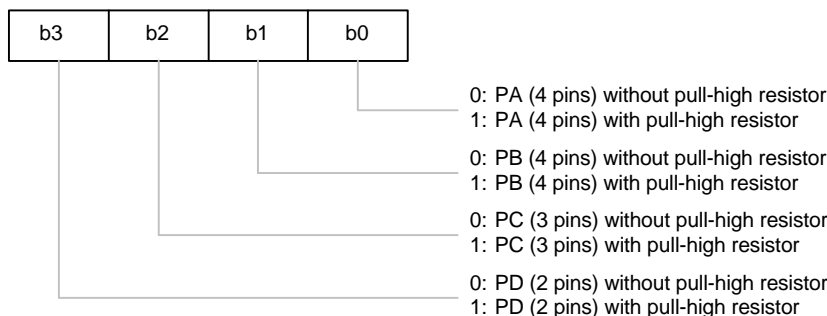 b3 b2 b1 b0
0: PA (4 pins) without pull-high resistor
1: PA (4 pins) with pull-high resistor
0: PB (4 pins) without pull-high resistor
1: PB (4 pins) with pull-high resistor
0: PC (3 pins) without pull-high resistor
1: PC (3 pins) with pull-high resistor
0: PD (2 pins) without pull-high resistor
1: PD (2 pins) with pull-high resistor